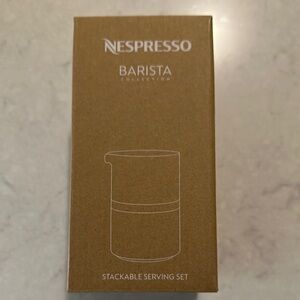 NESPRESSO
BARISTA
COLLECTION
STACKABLE SERVING SET